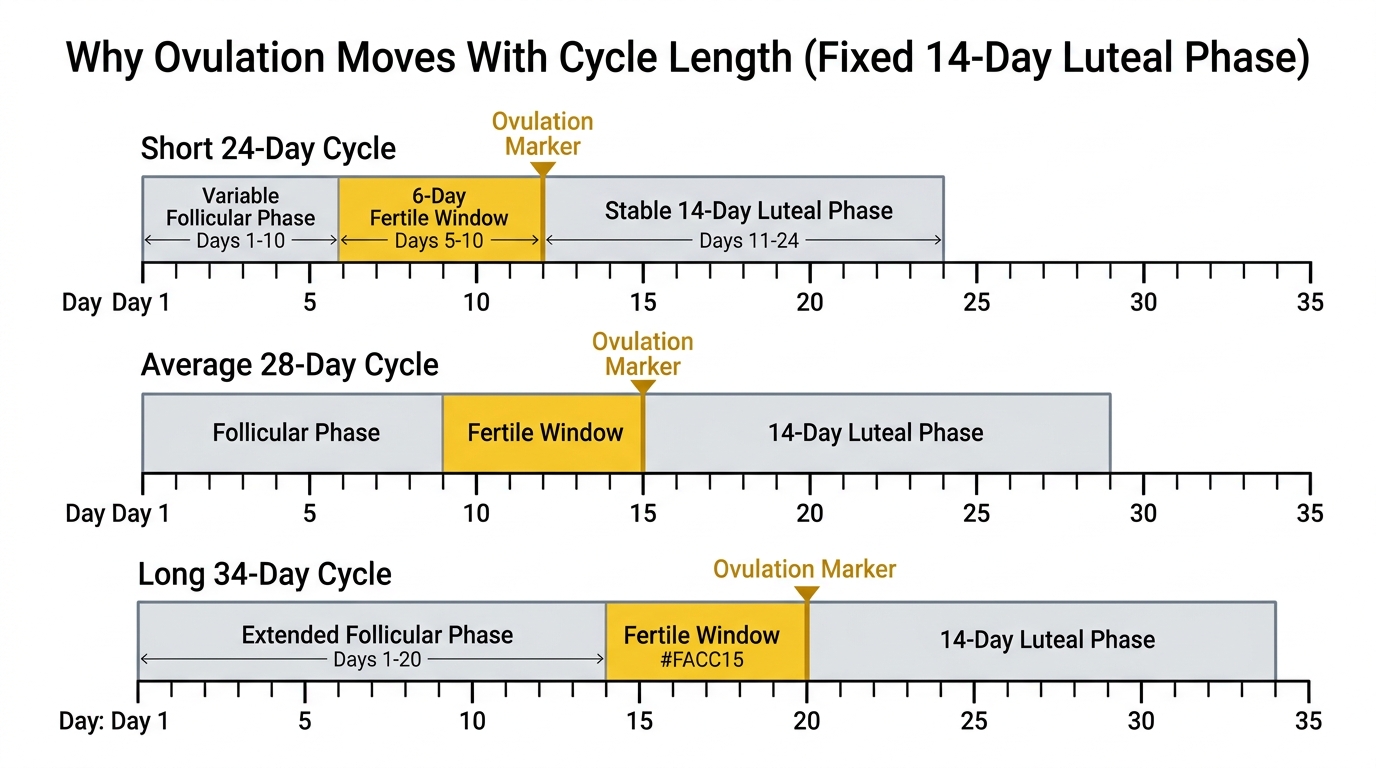 Why Ovulation Moves With Cycle Length (Fixed 14-Day Luteal Phase)
Short 24-Day Cycle
Ovulation
Marker
Variable
Follicular Phase
Days 1-10
6-Day
Fertile Window
Days 5-10
Stable 14-Day Luteal Phase
Days 11-24
Day Day 1 5 10 15 20 25 30 35
Average 28-Day Cycle
Ovulation
Marker
Follicular Phase
Fertile Window
14-Day Luteal Phase
Day Day 1 5 10 15 20 25 30 35
Long 34-Day Cycle
Ovulation Marker
Extended Follicular Phase
Days 1-20
Fertile Window
#FACC15
14-Day Luteal Phase
Day: Day 1 5 10 15 20 25 30 35